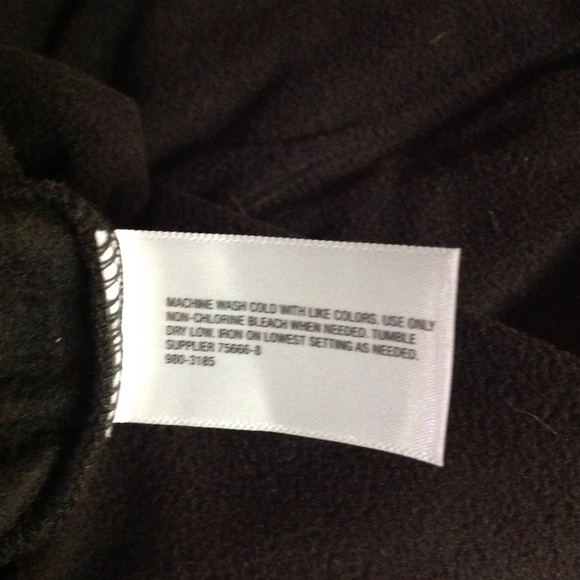 MACHINE WASH COLD WITH LIKE COLORS. USE ONLY
NON-CHLORINE BLEACH WHEN NEEDED. TUMBLE
DRY LOW. IRON ON LOWEST SETTING AS NEEDED.
SUPPLIER 75666-8
980-3185